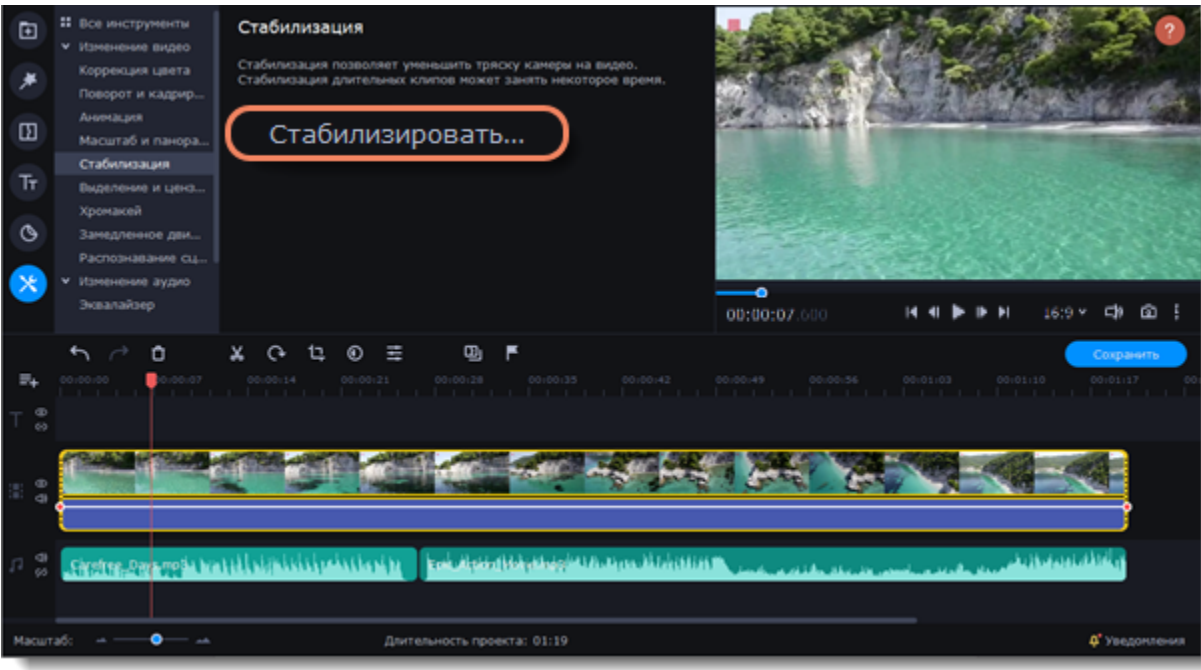 Все инструменты
Изменение видео
Коррекция цвета
Поворот и кадрир...
Анимация
Масштаб и панора...
Стабилизация
Выделение и ценз...
Хромакей
Замедленное дви...
Распознавание сц...
Изменение аудио
Эквалайзер
Стабилизация
Стабилизация позволяет уменьшить тряску камеры на видео.
Стабилизация длительных клипов может занять некоторое время.
Стабилизировать...
?
00:00:07.600
16:9
Сохранить
00:00:00 00:00:07 00:00:14 00:00:21 00:00:28 00:00:35 00:00:42 00:00:49 00:00:56 00:01:03 00:01:10 00:01:17 00:
Carefree_Days.mp3
Масштаб:
Длительность проекта: 01:19
Уведомления